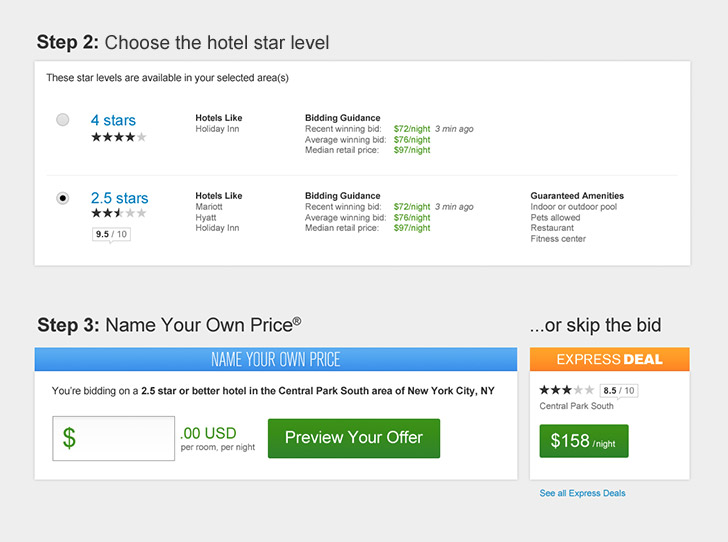 Step 2: Choose the hotel star level
These star levels are available in your selected area(s)
4 stars
Hotels Like
Holiday Inn
Bidding Guidance
Recent winning bid: $72/night 3 min ago
Average winning bid: $76/night
Median retail price: $97/night
2.5 stars
9.5 / 10
Hotels Like
Mariott
Hyatt
Holiday Inn
Bidding Guidance
Recent winning bid: $72/night 3 min ago
Average winning bid: $76/night
Median retail price: $97/night
Guaranteed Amenities
Indoor or outdoor pool
Pets allowed
Restaurant
Fitness center
Step 3: Name Your Own Price®
NAME YOUR OWN PRICE
You're bidding on a 2.5 star or better hotel in the Central Park South area of New York City, NY
$
.00 USD
per room, per night
Preview Your Offer
...or skip the bid
EXPRESS DEAL
8.5 / 10
Central Park South
$158 /night
See all Express Deals